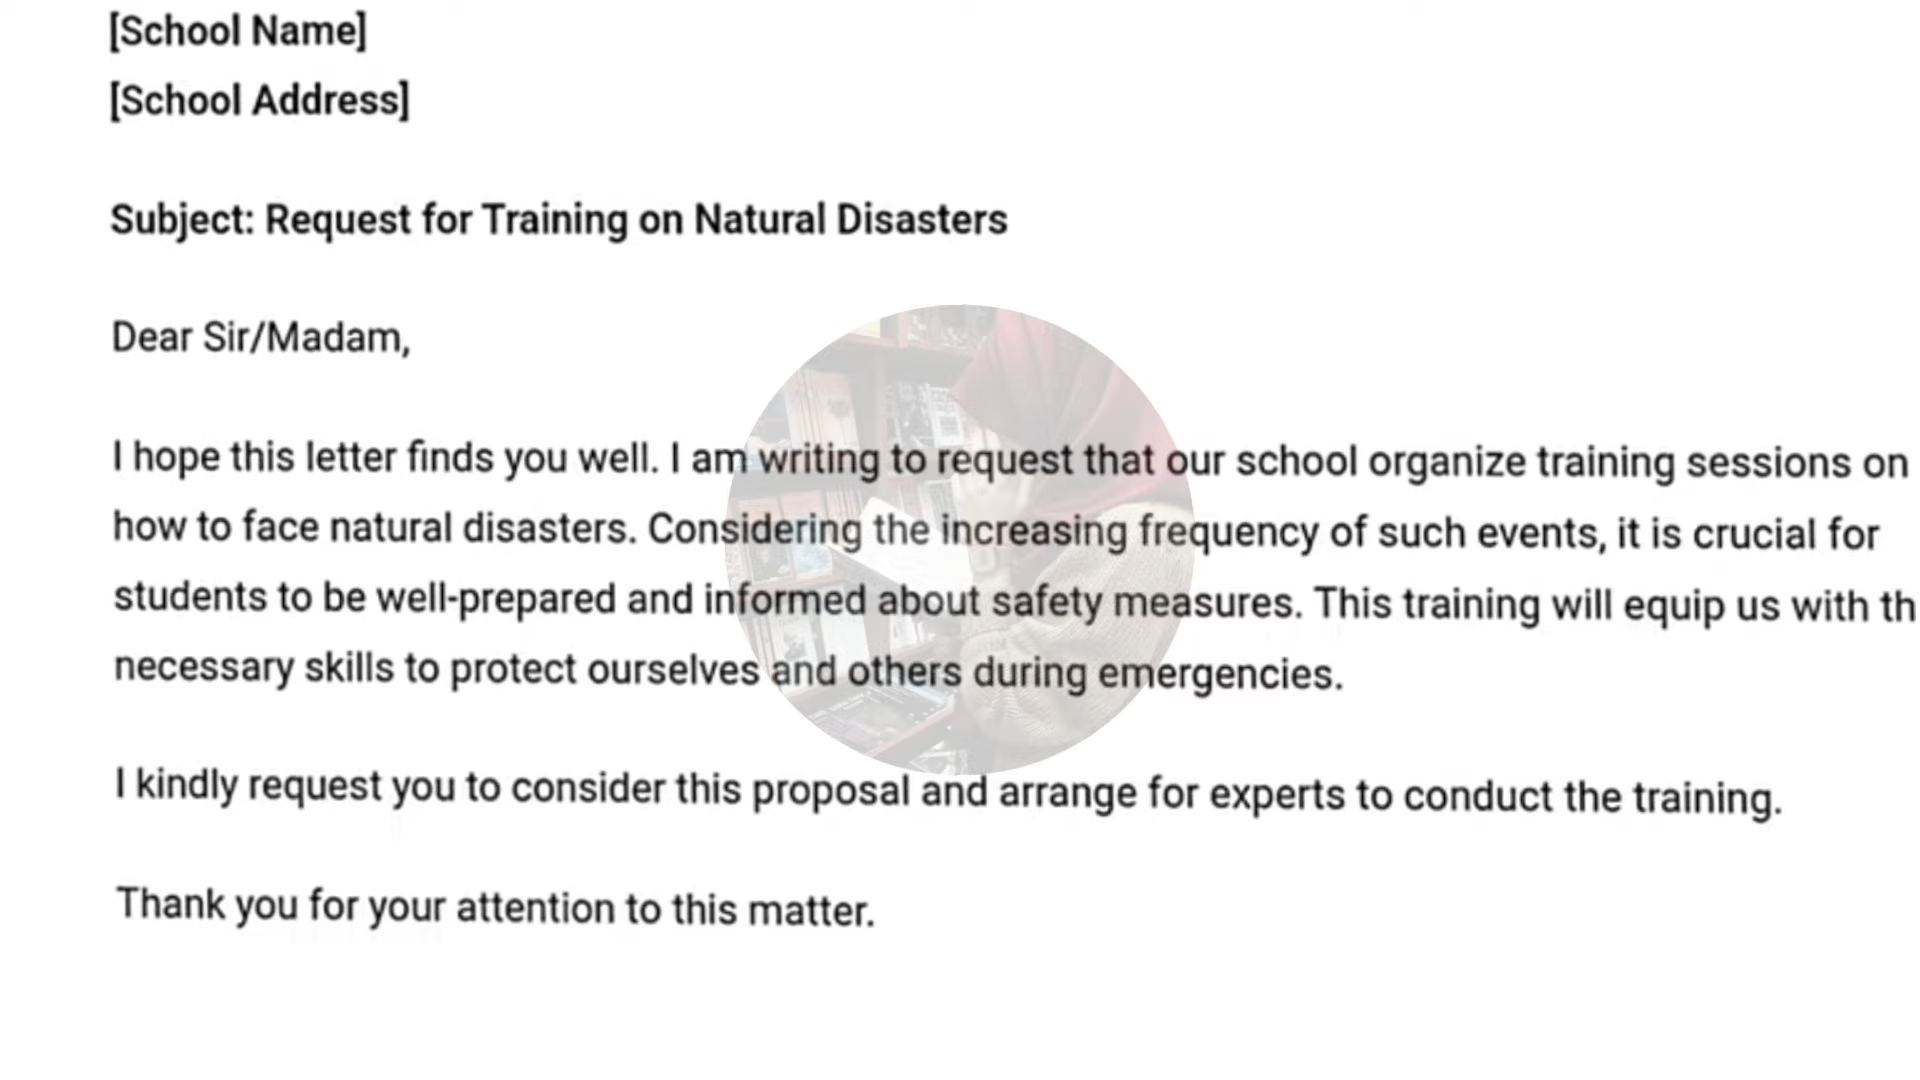 [School Name]
[School Address]
Subject: Request for Training on Natural Disasters
Dear Sir/Madam,
I hope this letter finds you well. I am writing to request that our school organize training sessions on
how to face natural disasters. Considering the increasing frequency of such events, it is crucial for
students to be well-prepared and informed about safety measures. This training will equip us with th
necessary skills to protect ourselves and others during emergencies.
I kindly request you to consider this proposal and arrange for experts to conduct the training.
Thank you for your attention to this matter.